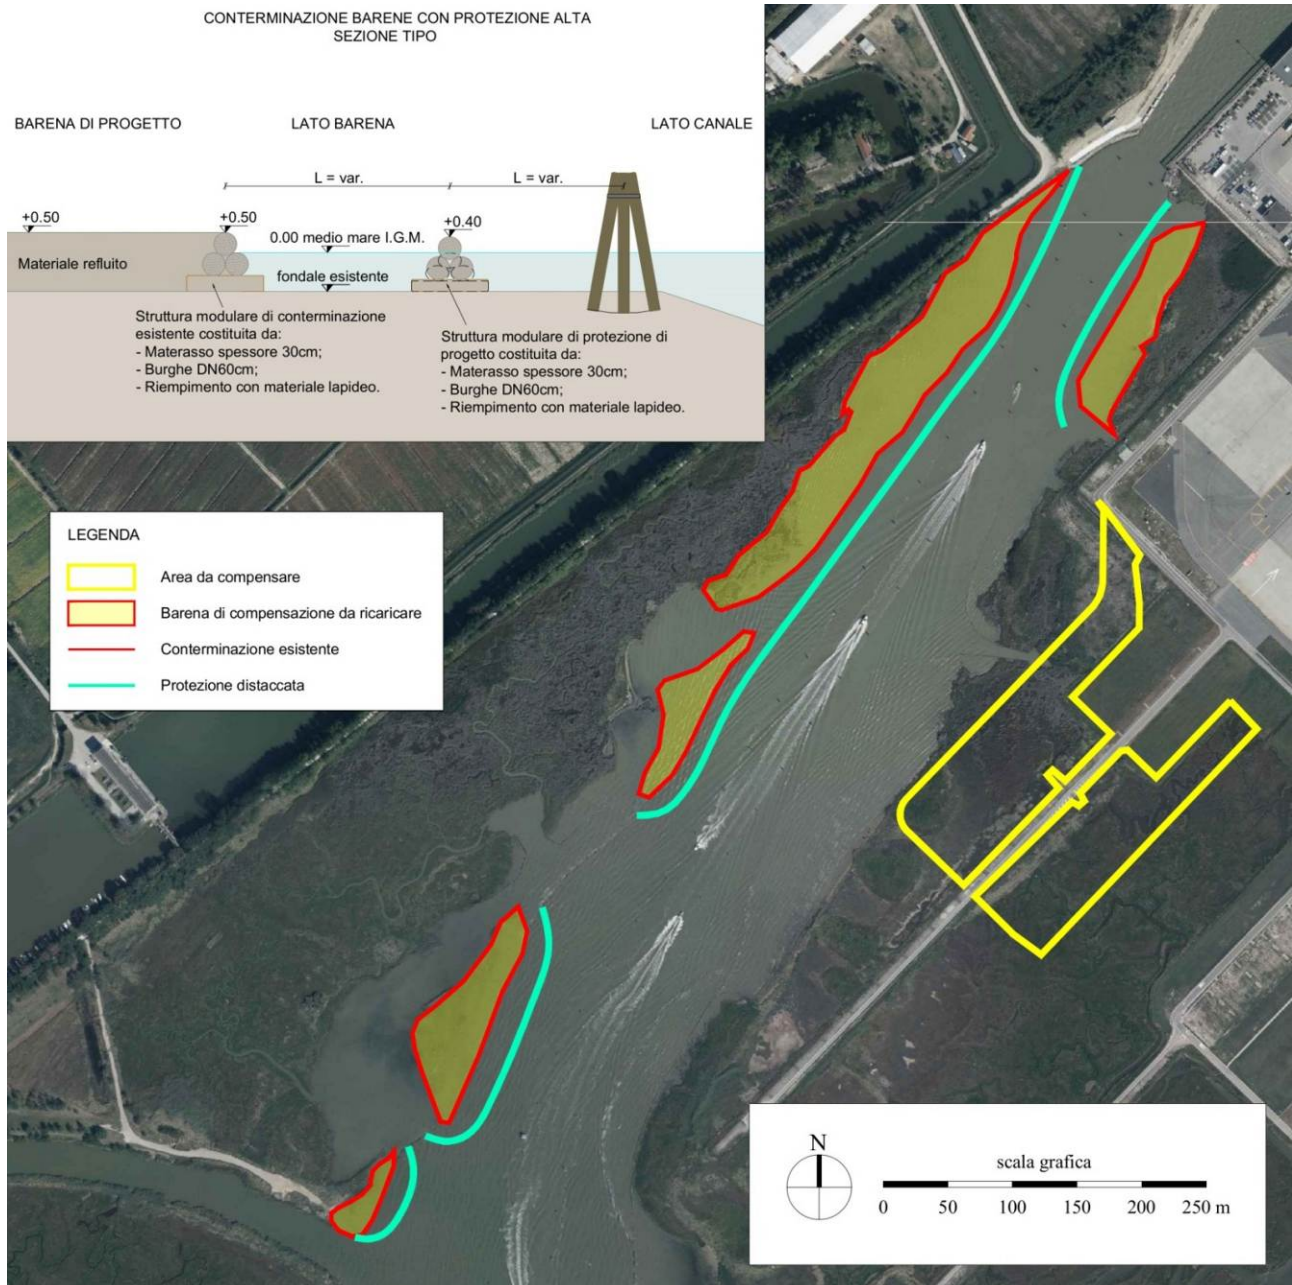 CONTERMINAZIONE BARENE CON PROTEZIONE ALTA
SEZIONE TIPO
BARENA DI PROGETTO
LATO BARENA
LATO CANALE
L = var.
L = var.
+0.50
+0.50
+0.40
0.00 medio mare I.G.M.
Materiale refluito
fondale esistente
Struttura modulare di conterminazione
esistente costituita da:
- Materasso spessore 30cm;
- Burghe DN60cm;
- Riempimento con materiale lapideo.
Struttura modulare di protezione di
progetto costituita da:
- Materasso spessore 30cm;
- Burghe DN60cm;
- Riempimento con materiale lapideo.
LEGENDA
Area da compensare
Barena di compensazione da ricaricare
Conterminazione esistente
Protezione distaccata
N
scala grafica
0 50 100 150 200 250 m